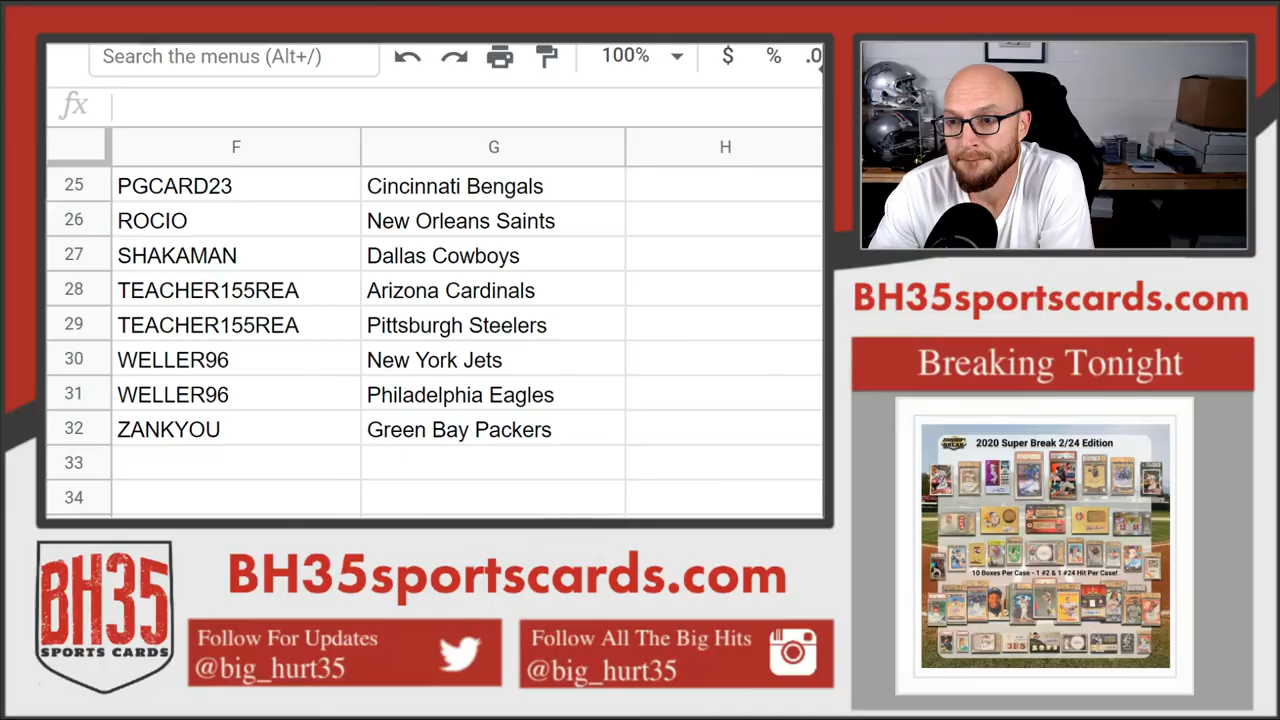 Search the menus (Alt+/)
100%
$ % .0
fx
F G H
25 PGCARD23 Cincinnati Bengals
26 ROCIO New Orleans Saints
27 SHAKAMAN Dallas Cowboys
28 TEACHER155REA Arizona Cardinals
29 TEACHER155REA Pittsburgh Steelers
30 WELLER96 New York Jets
31 WELLER96 Philadelphia Eagles
32 ZANKYOU Green Bay Packers
33
34
BH35sportscards.com
Breaking Tonight
2020 Super Break 2/24 Edition
10 Boxes Per Case - 1 #2 & 1 #24 Hit Per Case!
BH35
SPORTS CARDS
BH35sportscards.com
Follow For Updates
@big_hurt35
Follow All The Big Hits
@big_hurt35